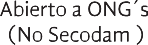 Abierto a ONG´s
(No Secodam )